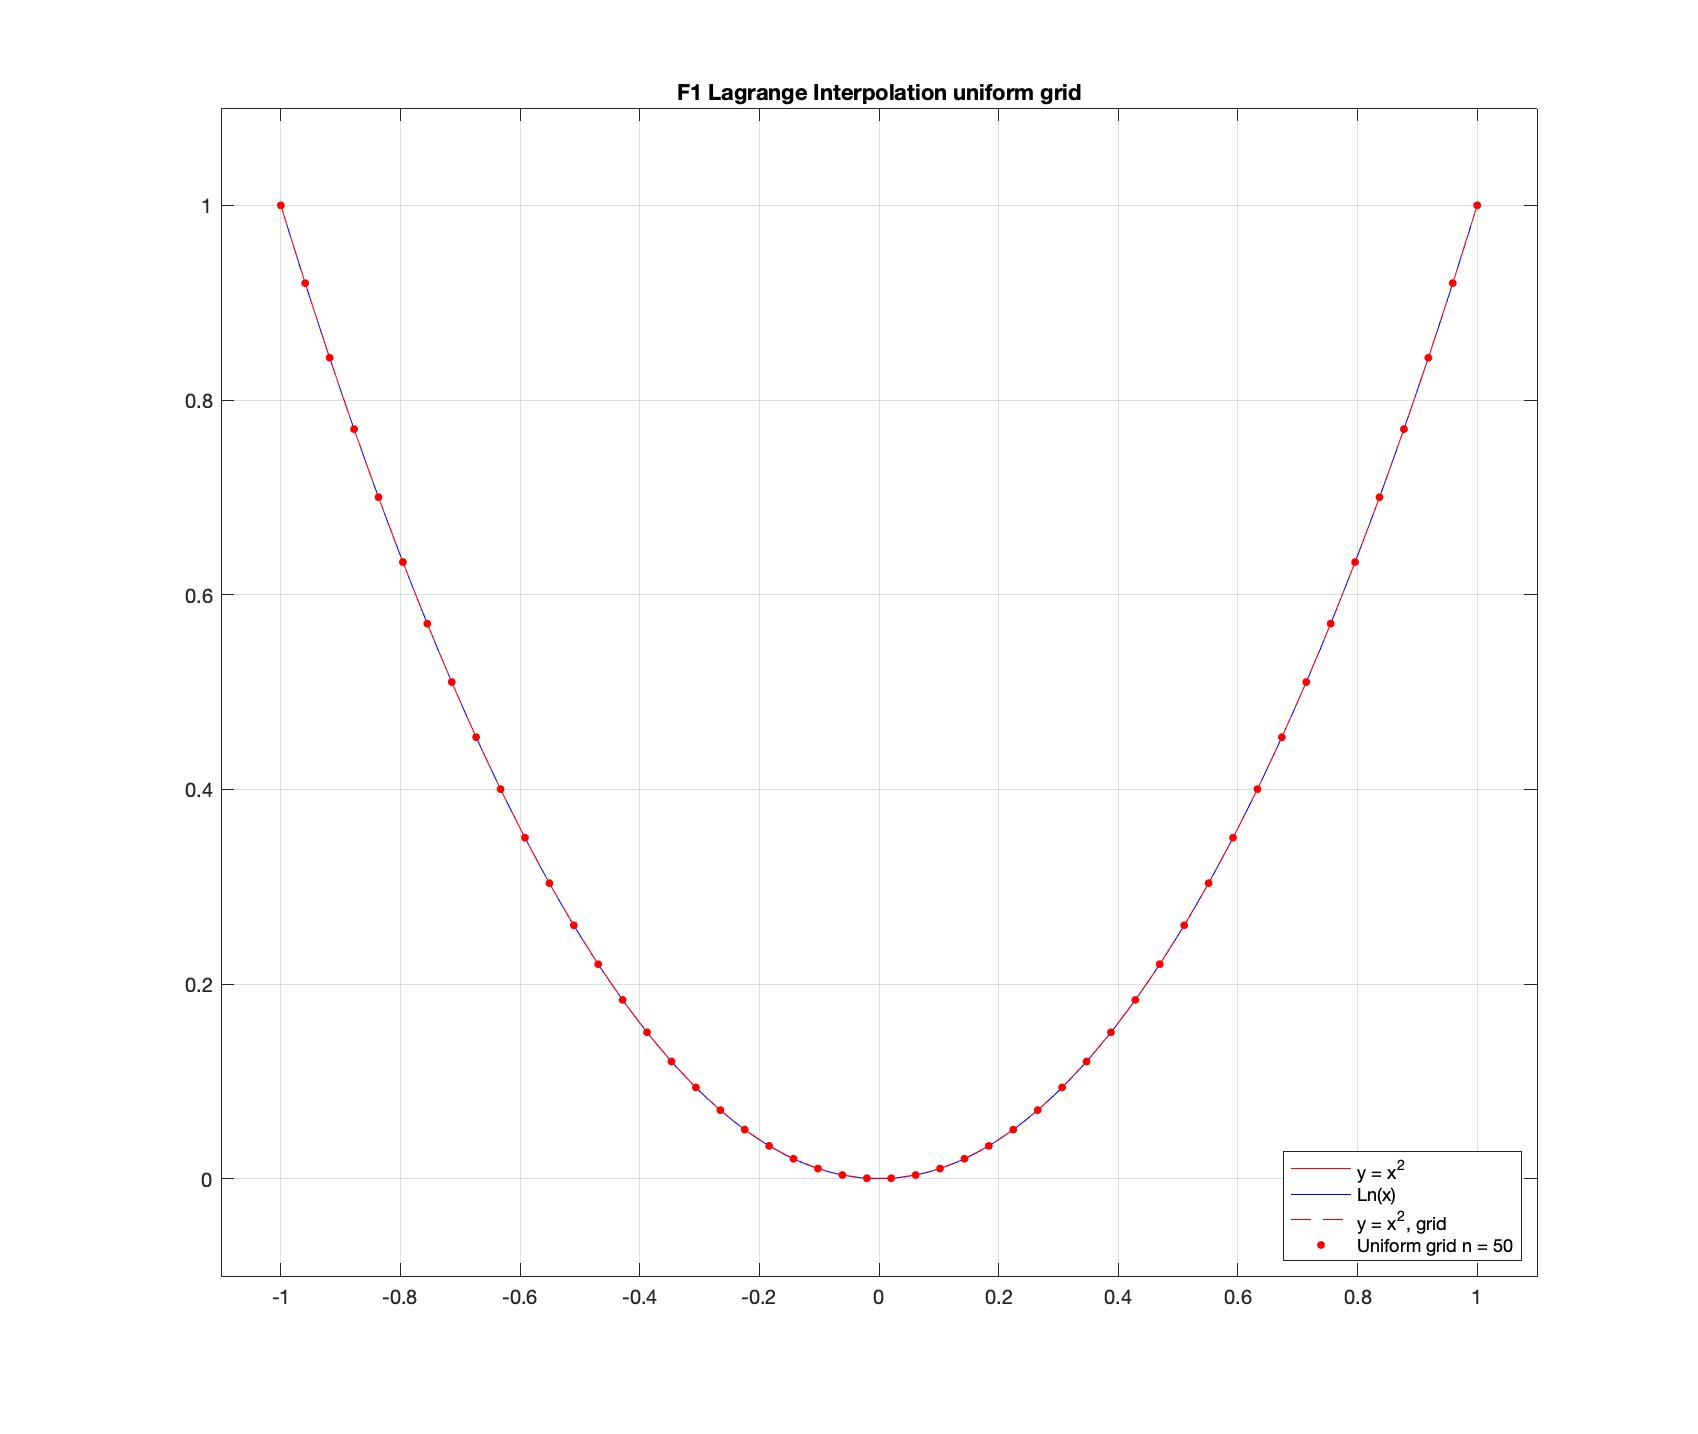 F1 Lagrange Interpolation uniform grid
1
0.8
0.6
0.4
0.2
0
-1 -0.8 -0.6 -0.4 -0.2 0 0.2 0.4 0.6 0.8 1
y = x²
Ln(x)
y = x², grid
Uniform grid n = 50